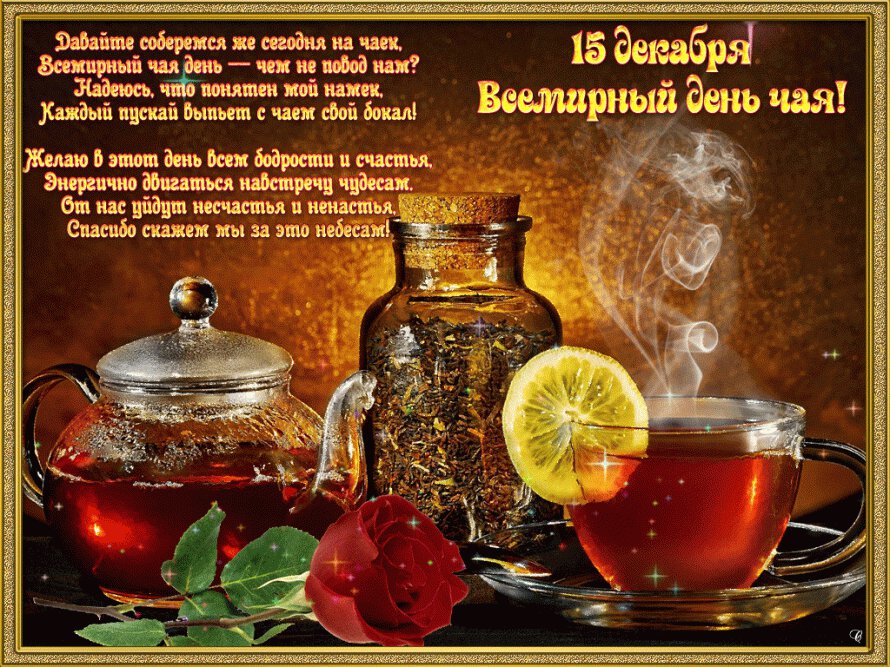 Давайте соберемся же сегодня на чаек,
Всемирный чая день — чем не повод нам?
Надеюсь, что понятен мой намек,
Каждый пускай выпьет с чаем свой бокал!
Желаю в этот день всем бодрости и счастья,
Энергично двигаться навстречу чудесам.
От нас уйдут несчастья и ненастья,
Спасибо скажем мы за это небесам!
15 декабря
Всемирный день чая!